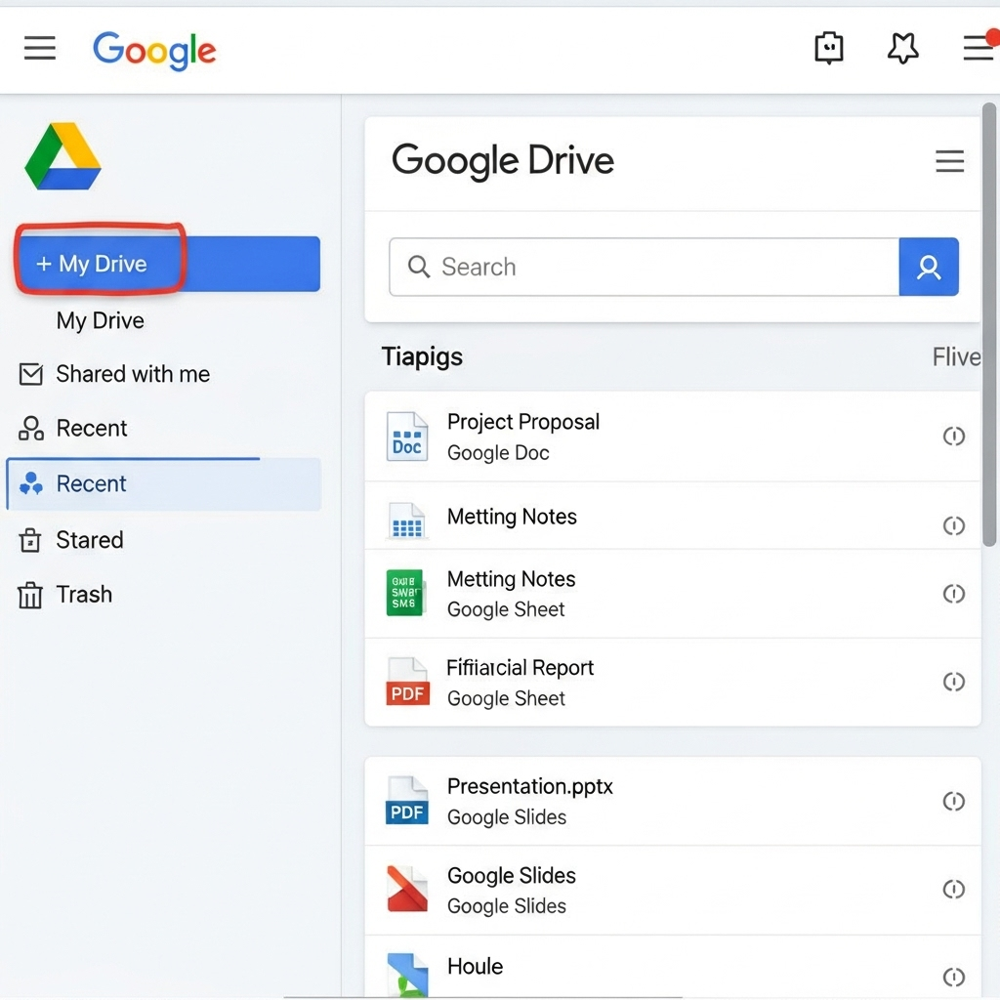 Google
+ My Drive
My Drive
Shared with me
Recent
Recent
Stared
Trash
Google Drive
Search
Tiapigs
Flive
Doc
Project Proposal
Google Doc
Metting Notes
Metting Notes
Google Sheet
PDF
Report
Google Sheet
PDF
Presentation.pptx
Google Slides
Google Slides
Google Slides
Houle